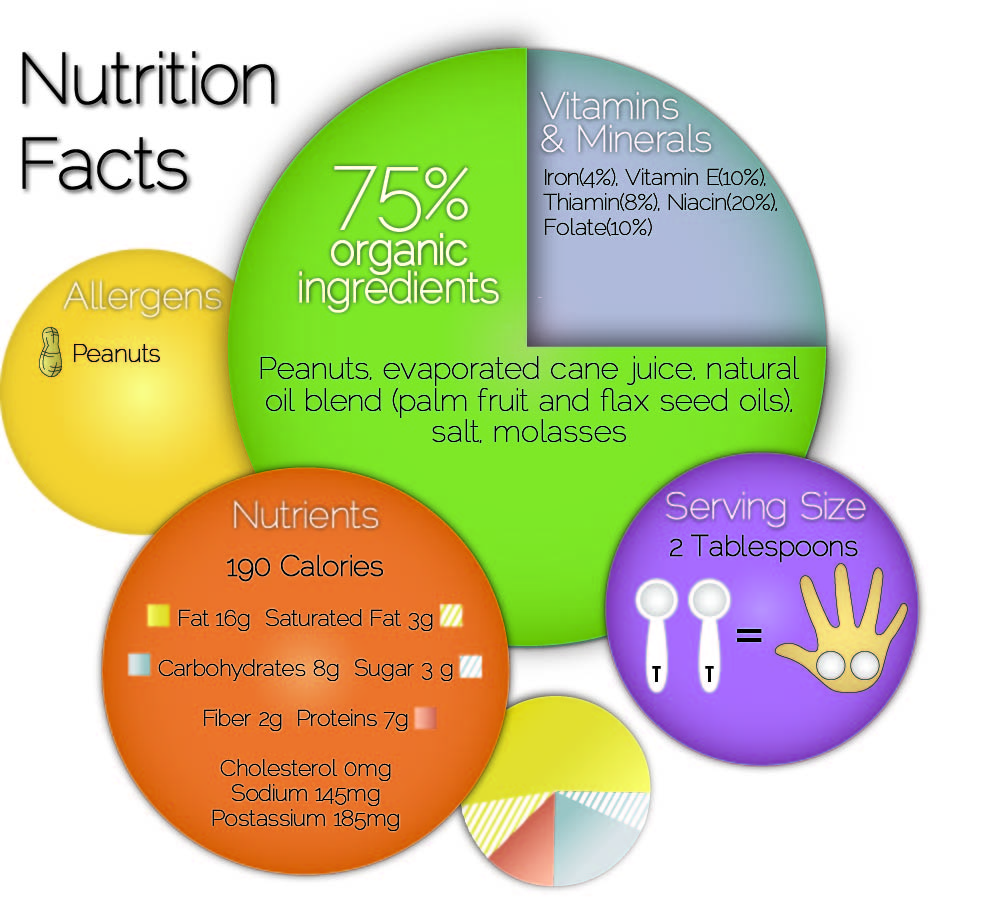 Nutrition
Facts
75%
organic
ingredients
Vitamins
& Minerals
Iron(4%), Vitamin E(10%),
Thiamin(8%), Niacin(20%),
Folate(10%)
Allergens
Peanuts
Peanuts, evaporated cane juice, natural
oil blend (palm fruit and flax seed oils),
salt, molasses
Nutrients
190 Calories
Fat 16g Saturated Fat 3g
Carbohydrates 8g Sugar 3 g
Fiber 2g Proteins 7g
Cholesterol 0mg
Sodium 145mg
Postassium 185mg
Serving Size
2 Tablespoons
T T =